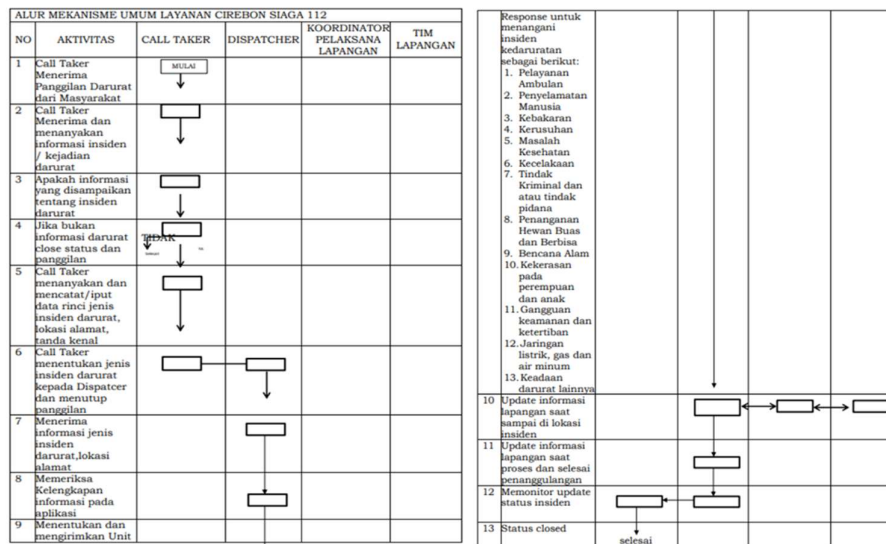 ALUR MEKANISME UMUM LAYANAN CIREBON SIAGA 112
NO AKTIVITAS CALL TAKER DISPATCHER KOORDINATOR PELAKSANA LAPANGAN TIM LAPANGAN
1 Call Taker
Menerima
Panggilan Darurat
dari Masyarakat
MULAI
2 Call Taker
Menerima dan
menanyakan
informasi insiden
/ kejadian
darurat
3 Apakah informasi
yang disampaikan
tentang insiden
darurat
4 Jika bukan
informasi darurat
close status dan
panggilan
TIDAK
5 Call Taker
menanyakan dan
mencatat/iput
data rinci jenis
insiden darurat,
lokasi alamat,
tanda kenal
6 Call Taker
menentukan jenis
insiden darurat
kepada Dispatcer
dan menutup
panggilan
7 Menerima
informasi jenis
insiden
darurat,lokasi
alamat
8 Memeriksa
Kelengkapan
informasi pada
aplikasi
9 Menentukan dan
mengirimkan Unit
Response untuk
menangani
insiden
kedaruratan
sebagai berikut:
1. Pelayanan
Ambulan
2. Penyelamatan
Manusia
3. Kebakaran
4. Kerusuhan
5. Masalah
Kesehatan
6. Kecelakaan
7. Tindak
Kriminal dan
atau tindak
pidana
8. Penanganan
Hewan Buas
dan Berbisa
9. Bencana Alam
10. Kekerasan
pada
perempuan
dan anak
11. Gangguan
keamanan dan
ketertiban
12. Jaringan
listrik, gas dan
air minum
13. Keadaan
darurat lainnya
10 Update informasi
lapangan saat
sampai di lokasi
insiden
11 Update informasi
lapangan saat
proses dan selesai
penanggulangan
12 Memonitor update
status insiden
13 Status closed
selesai